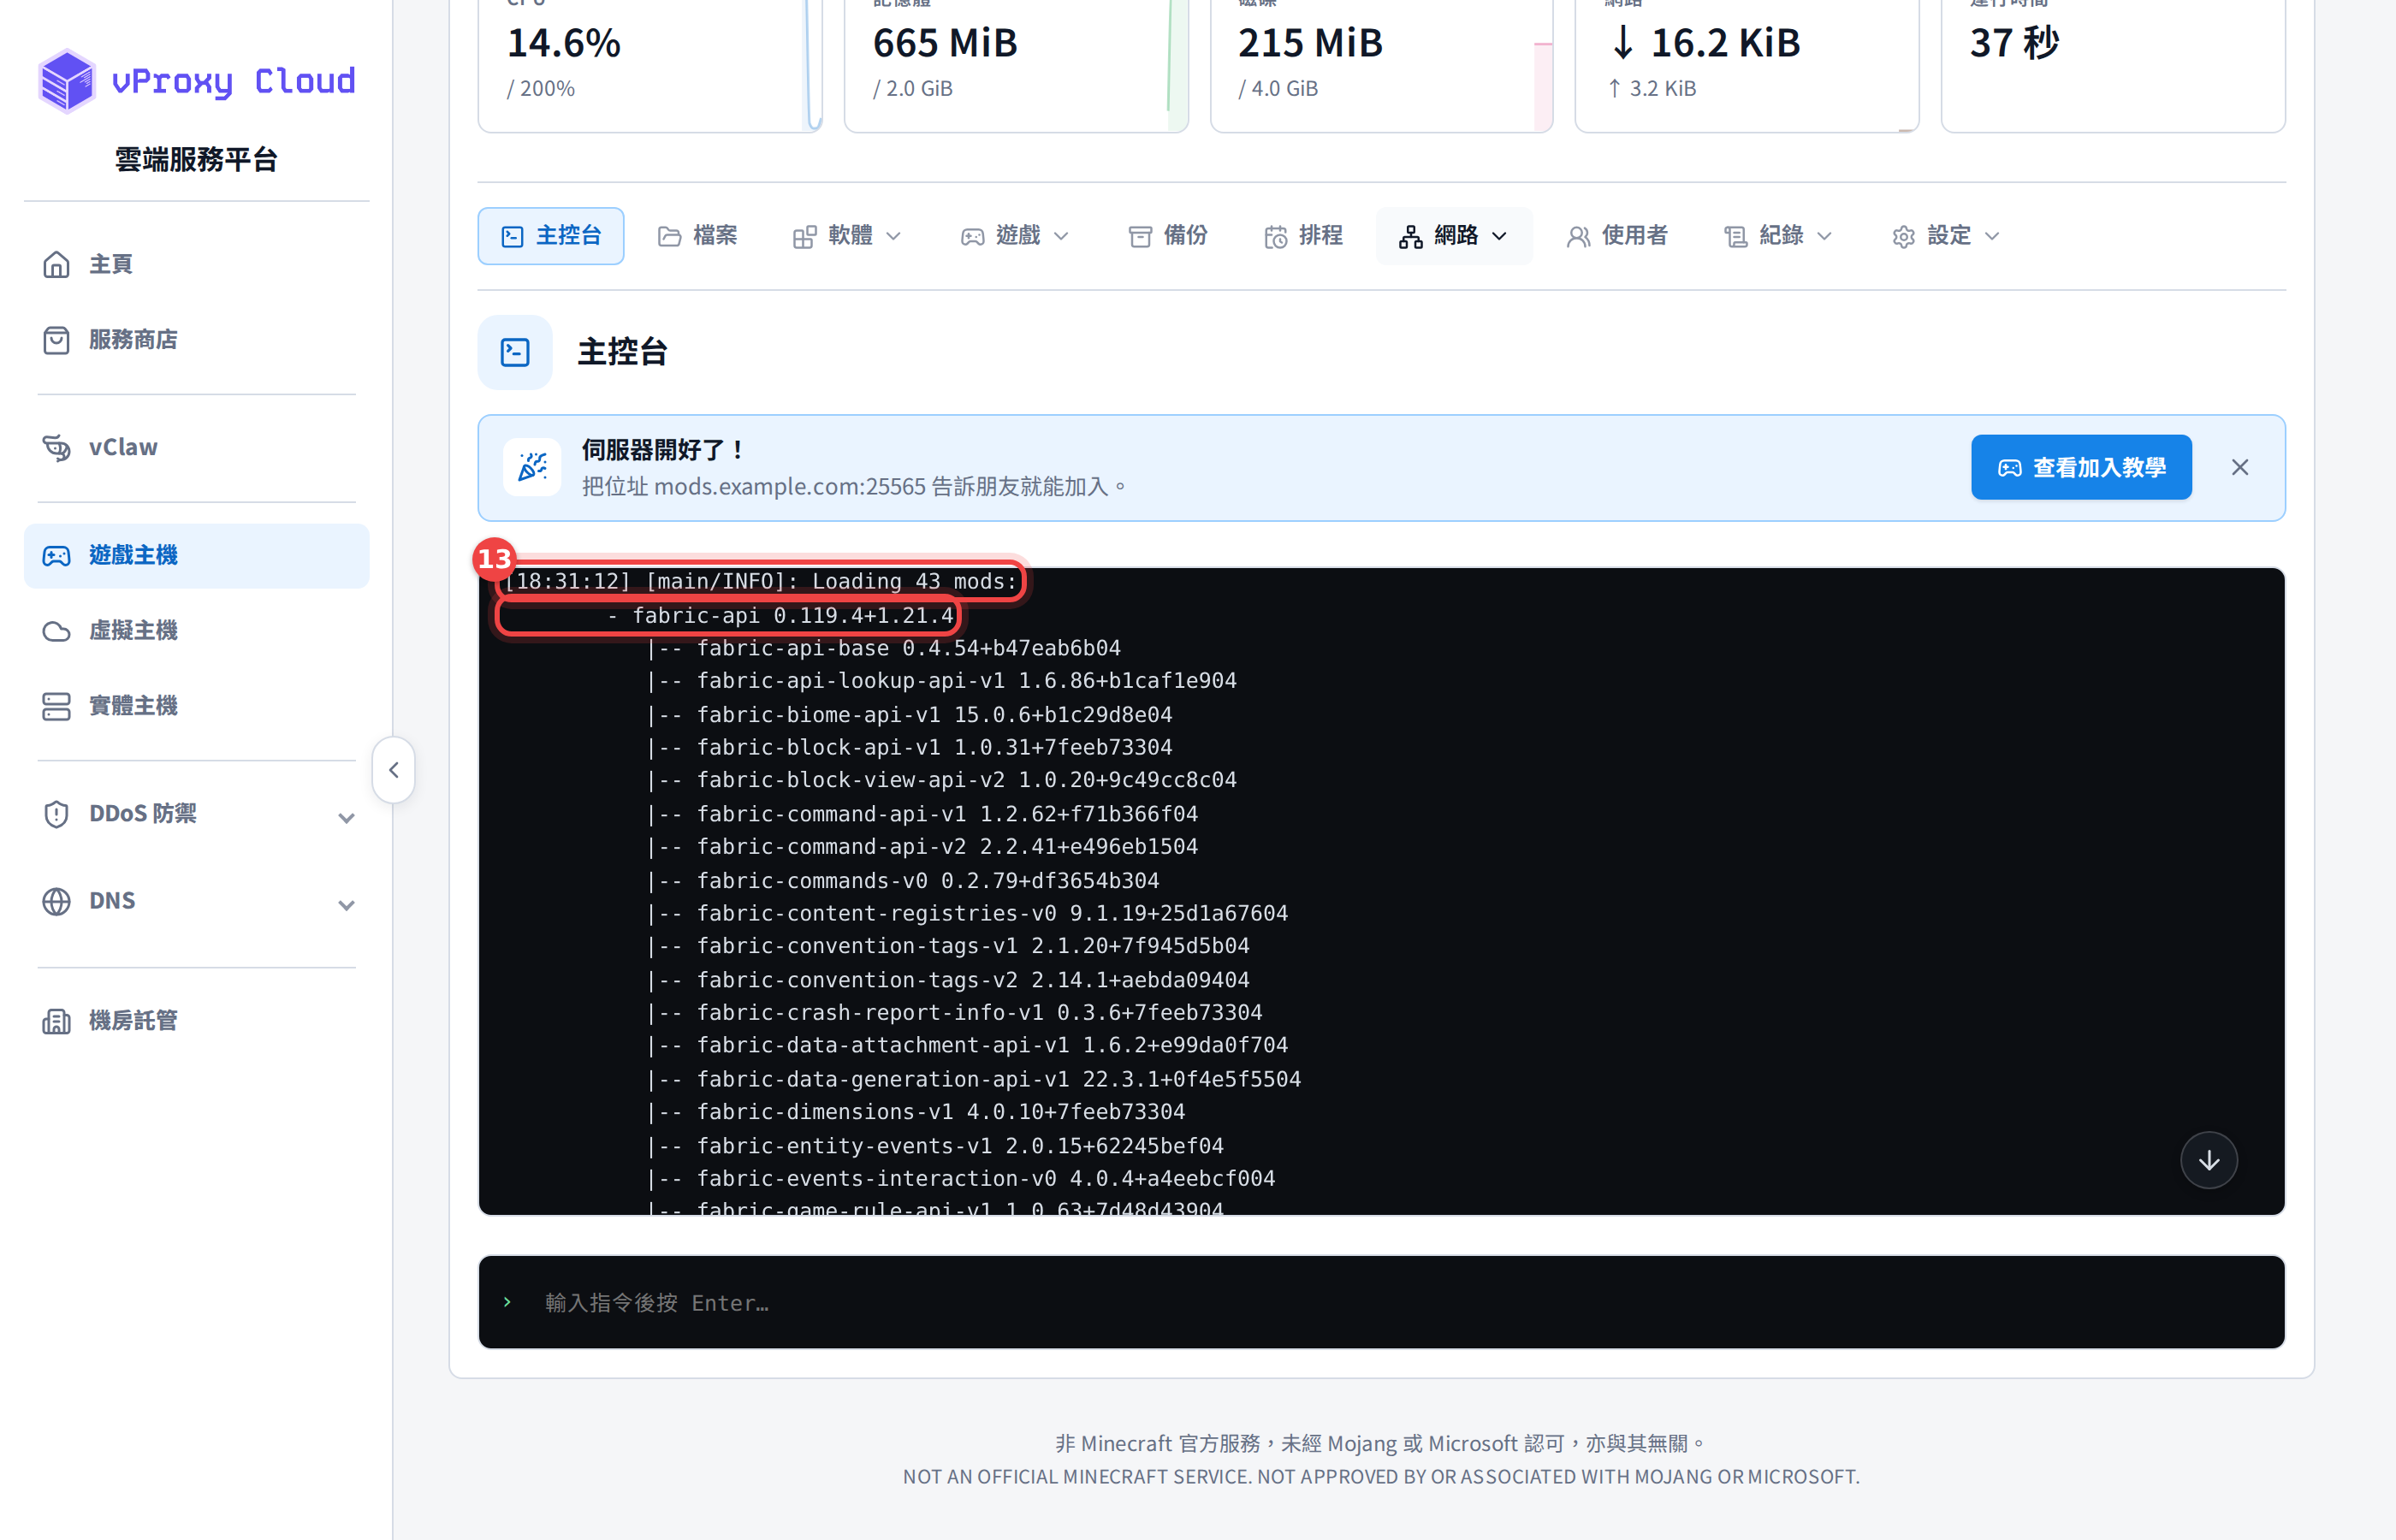 vProxy Cloud
雲端服務平台
主頁
服務商店
vClaw
遊戲主機
虛擬主機
實體主機
DDoS 防禦
DNS
機房託管
14.6%
/ 200%
665 MiB
/ 2.0 GiB
215 MiB
/ 4.0 GiB
↓ 16.2 KiB
↑ 3.2 KiB
37 秒
主控台
檔案
軟體
遊戲
備份
排程
網路
使用者
紀錄
設定
主控台
伺服器開好了！
把位址 mods.example.com:25565 告訴朋友就能加入。
查看加入教學
13
[18:31:12] [main/INFO]: Loading 43 mods:
- fabric-api 0.119.4+1.21.4
|-- fabric-api-base 0.4.54+b47eab6b04
|-- fabric-api-lookup-api-v1 1.6.86+b1caf1e904
|-- fabric-biome-api-v1 15.0.6+b1c29d8e04
|-- fabric-block-api-v1 1.0.31+7feeb73304
|-- fabric-block-view-api-v2 1.0.20+9c49cc8c04
|-- fabric-command-api-v1 1.2.62+f71b366f04
|-- fabric-command-api-v2 2.2.41+e496eb1504
|-- fabric-commands-v0 0.2.79+df3654b304
|-- fabric-content-registries-v0 9.1.19+25d1a67604
|-- fabric-convention-tags-v1 2.1.20+7f945d5b04
|-- fabric-convention-tags-v2 2.14.1+aebda09404
|-- fabric-crash-report-info-v1 0.3.6+7feeb73304
|-- fabric-data-attachment-api-v1 1.6.2+e99da0f704
|-- fabric-data-generation-api-v1 22.3.1+0f4e5f5504
|-- fabric-dimensions-v1 4.0.10+7feeb73304
|-- fabric-entity-events-v1 2.0.15+62245bef04
|-- fabric-events-interaction-v0 4.0.4+a4eebcf004
|-- fabric-game-rule-api-v1 1.0.63+7d48d43904
› 輸入指令後按 Enter…
非 Minecraft 官方服務，未經 Mojang 或 Microsoft 認可，亦與其無關。
NOT AN OFFICIAL MINECRAFT SERVICE. NOT APPROVED BY OR ASSOCIATED WITH MOJANG OR MICROSOFT.